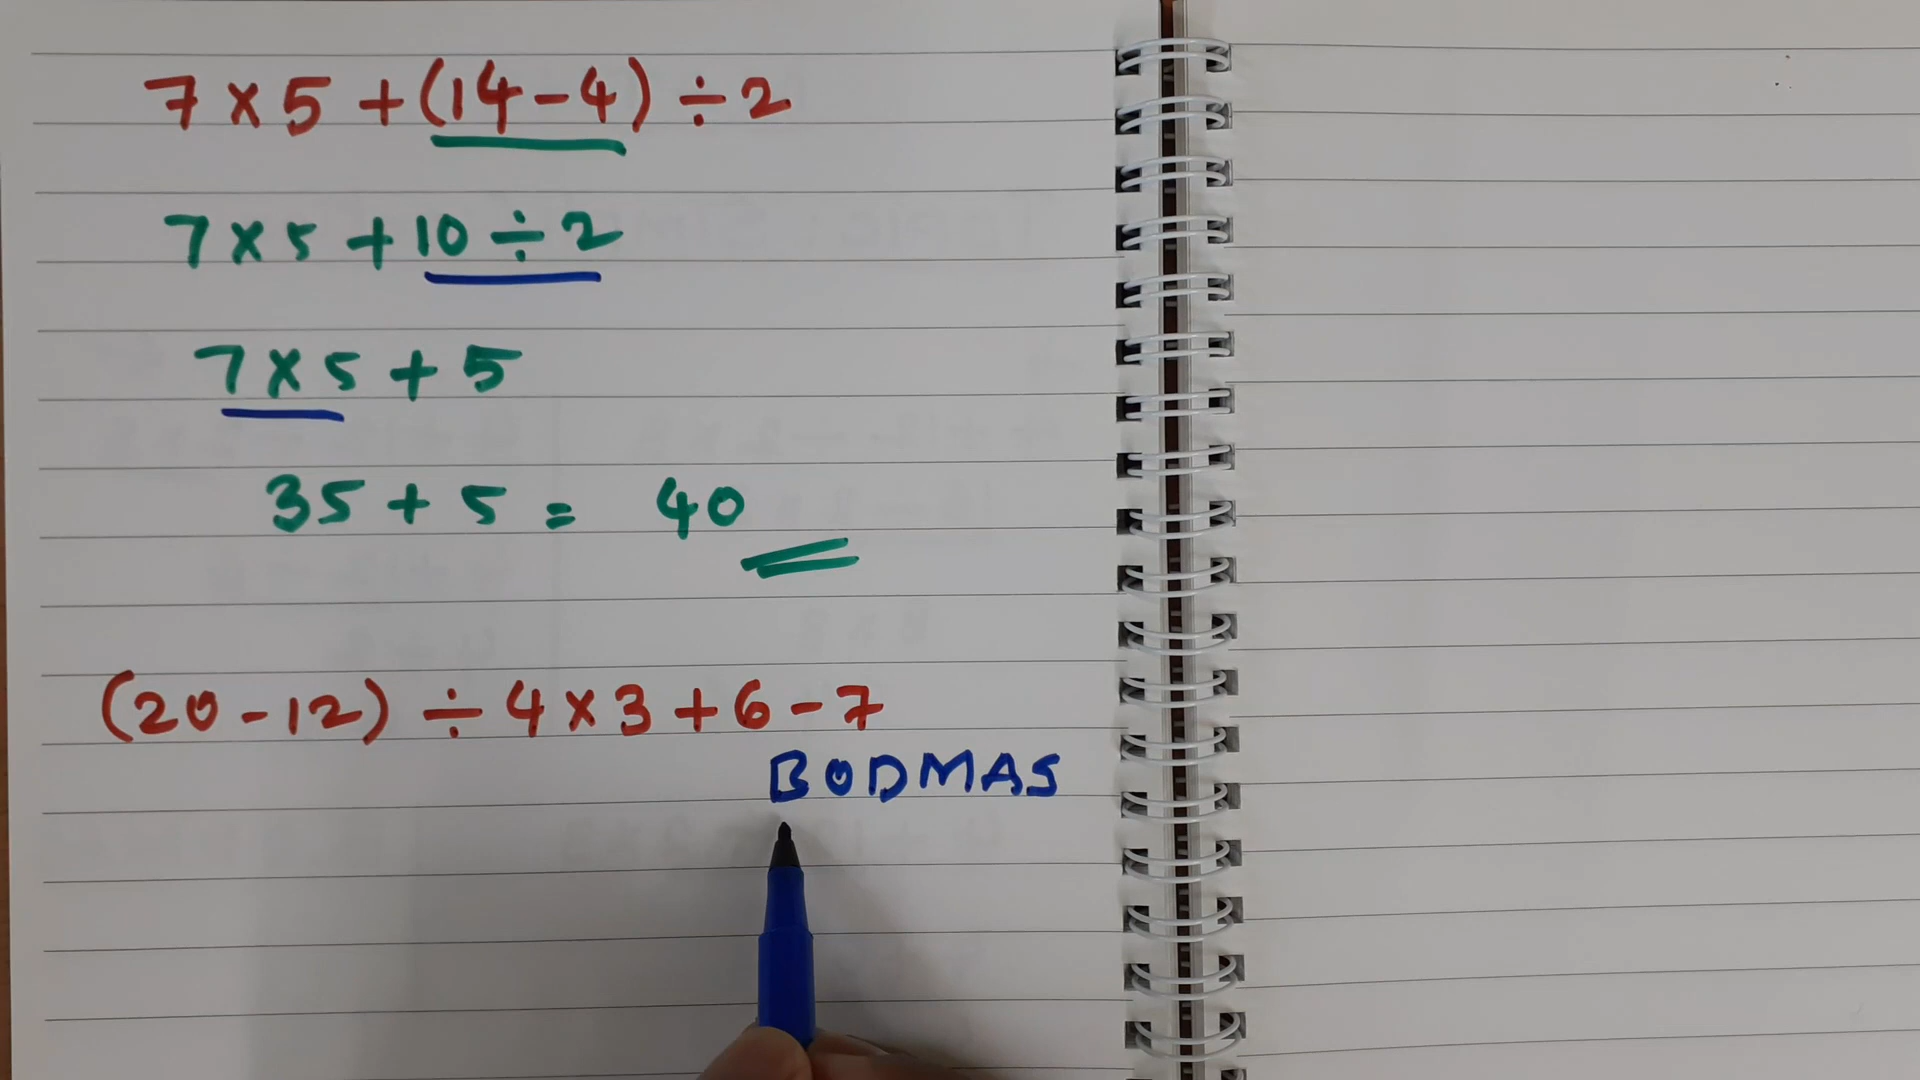 7 × 5 + (14 - 4) ÷ 2
7 × 5 + 10 ÷ 2
7 × 5 + 5
35 + 5 = 40
(20 - 12) ÷ 4 × 3 + 6 - 7
BODMAS